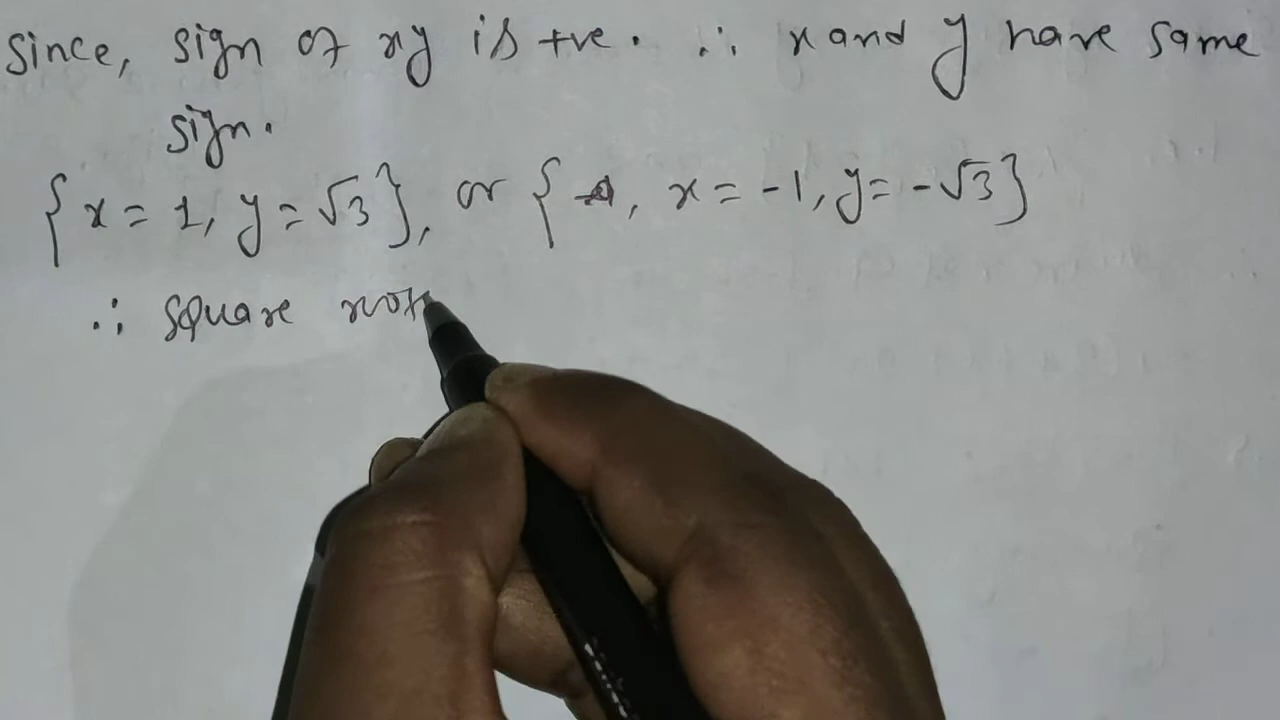 Since, sign of xy is +ve. ∴ x and y have same
sign.
{x = 1, y = √3}, or { , x = -1, y = -√3}
∴ square root